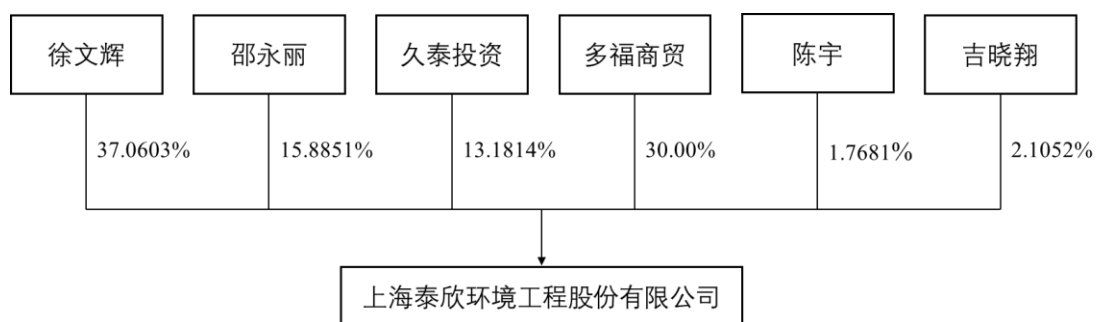 徐文辉
邵永丽
久泰投资
多福商贸
陈宇
吉晓翔
37.0603%
15.8851%
13.1814%
30.00%
1.7681%
2.1052%
上海泰欣环境工程股份有限公司